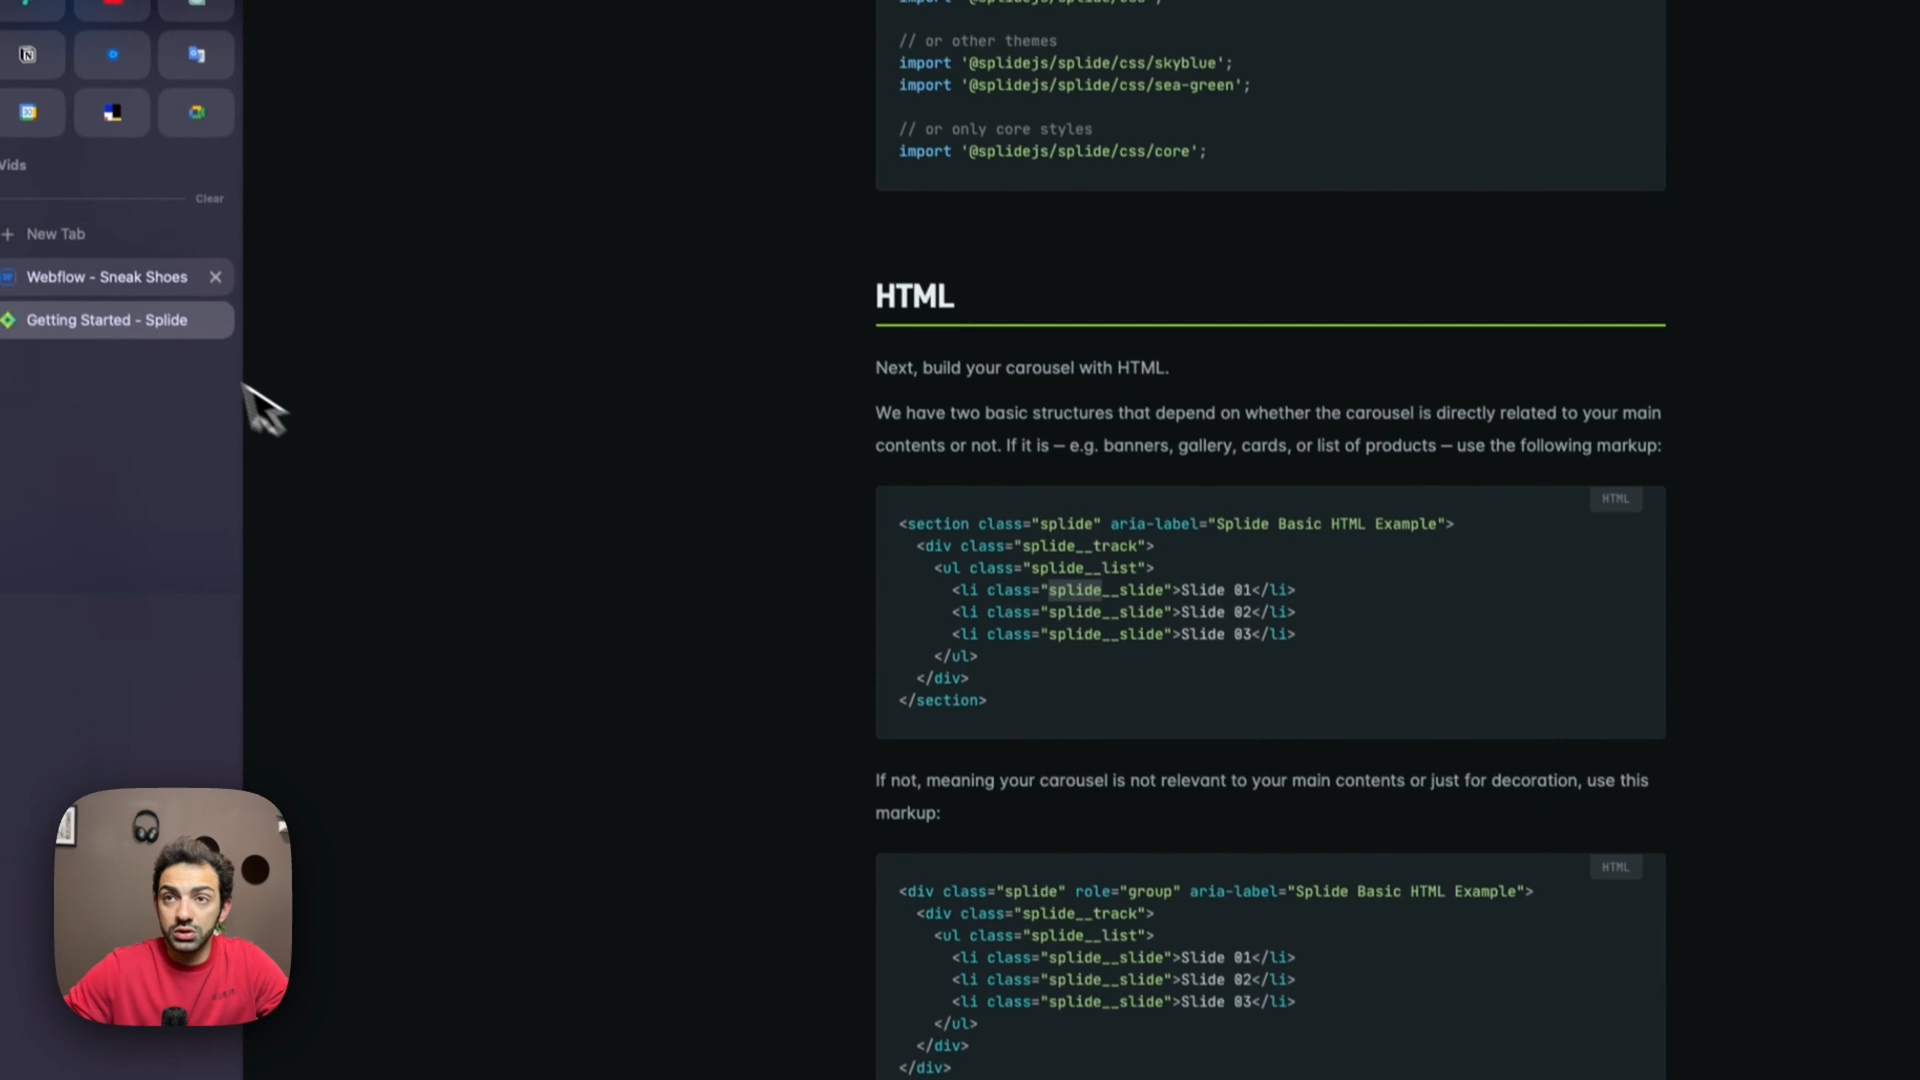 Vids
Clear
New Tab
Webflow - Sneak Shoes
Getting Started - Splide
// or other themes
import '@splidejs/splide/css/skyblue';
import '@splidejs/splide/css/sea-green';
// or only core styles
import '@splidejs/splide/css/core';
HTML
Next, build your carousel with HTML.
We have two basic structures that depend on whether the carousel is directly related to your main
contents or not. If it is — e.g. banners, gallery, cards, or list of products — use the following markup:
HTML
<section class="splide" aria-label="Splide Basic HTML Example">
<div class="splide__track">
<ul class="splide__list">
<li class="splide__slide">Slide 01</li>
<li class="splide__slide">Slide 02</li>
<li class="splide__slide">Slide 03</li>
</ul>
</div>
</section>
If not, meaning your carousel is not relevant to your main contents or just for decoration, use this
markup:
HTML
<div class="splide" role="group" aria-label="Splide Basic HTML Example">
<div class="splide__track">
<ul class="splide__list">
<li class="splide__slide">Slide 01</li>
<li class="splide__slide">Slide 02</li>
<li class="splide__slide">Slide 03</li>
</ul>
</div>
</div>